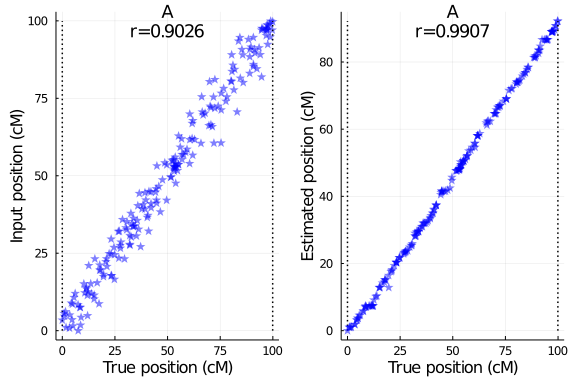 A
r=0.9026
Input position (cM)
100
75
50
25
0
0 25 50 75 100
True position (cM)
A
r=0.9907
Estimated position (cM)
80
60
40
20
0
0 25 50 75 100
True position (cM)